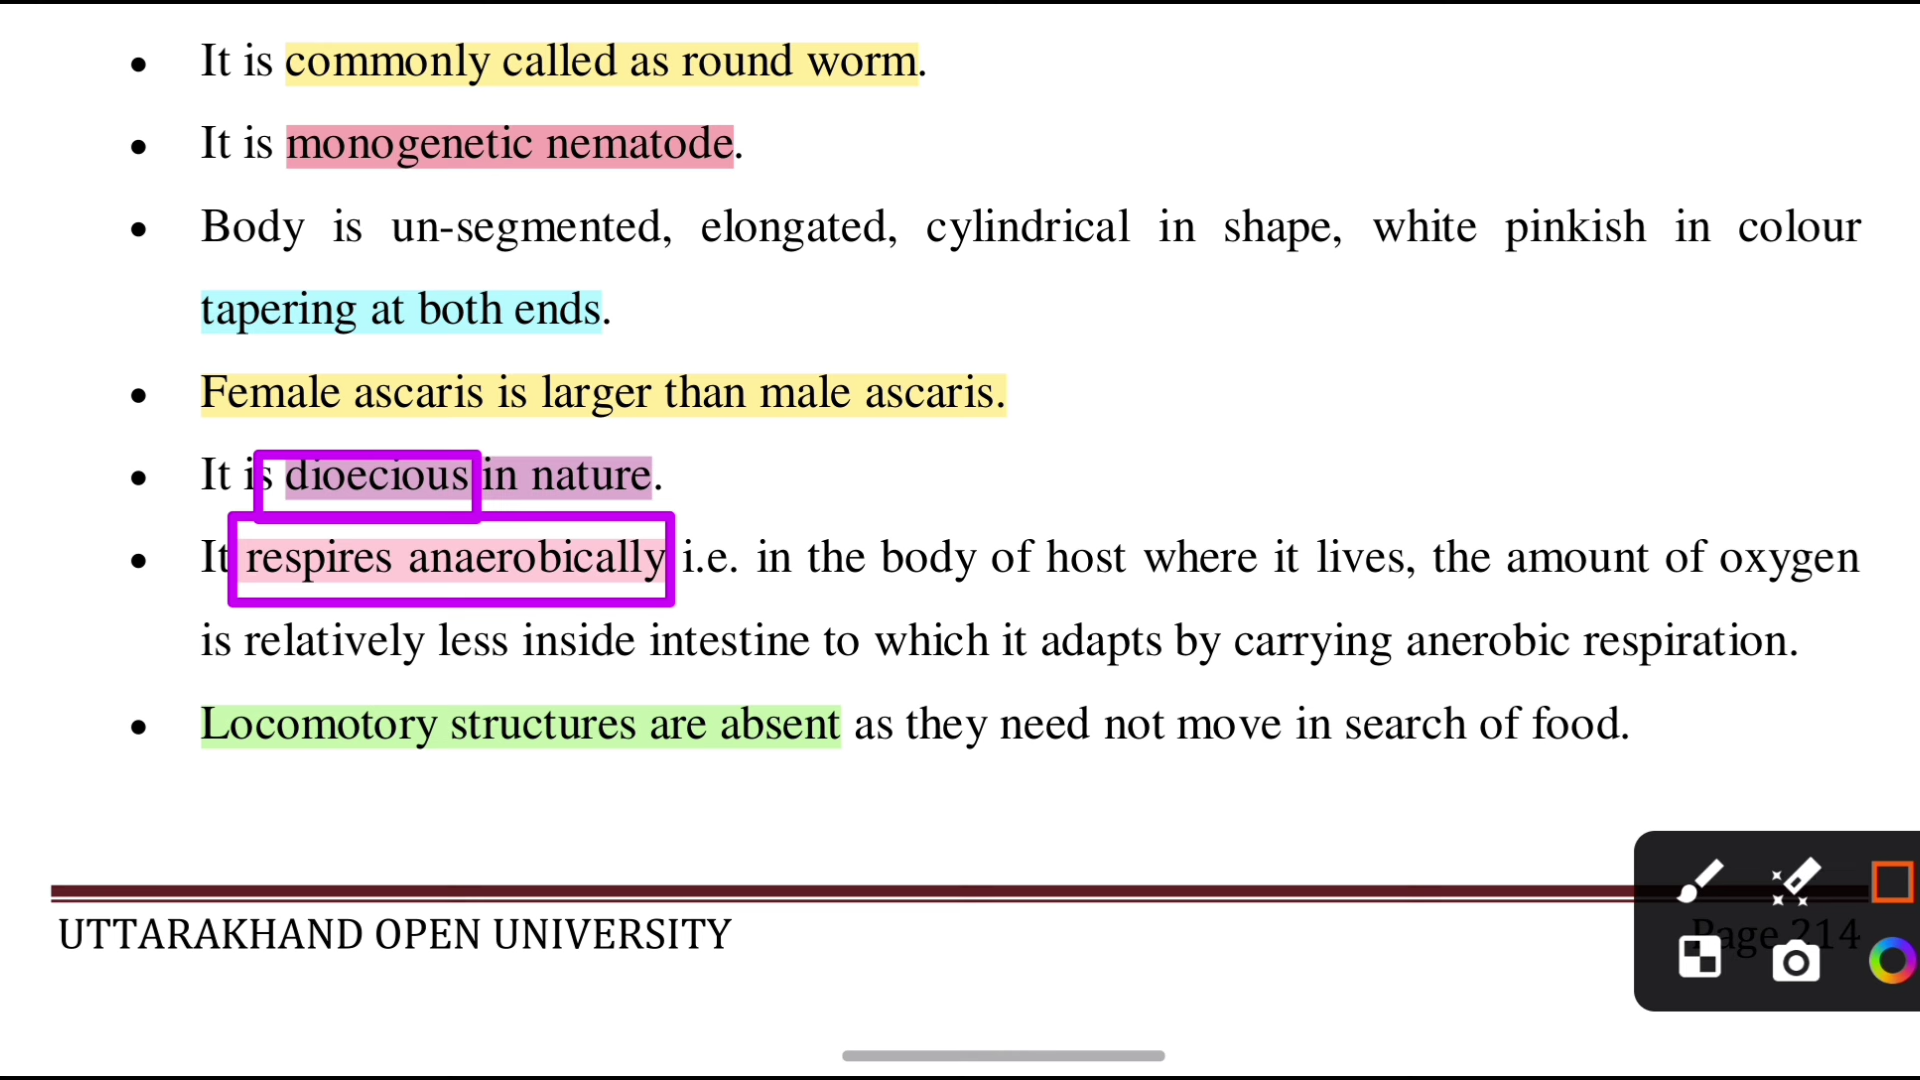 • It is commonly called as round worm.
• It is monogenetic nematode.
• Body is un-segmented, elongated, cylindrical in shape, white pinkish in colour
tapering at both ends.
• Female ascaris is larger than male ascaris.
• It is dioecious in nature.
• It respires anaerobically i.e. in the body of host where it lives, the amount of oxygen
is relatively less inside intestine to which it adapts by carrying anerobic respiration.
• Locomotory structures are absent as they need not move in search of food.
UTTARAKHAND OPEN UNIVERSITY Page 214